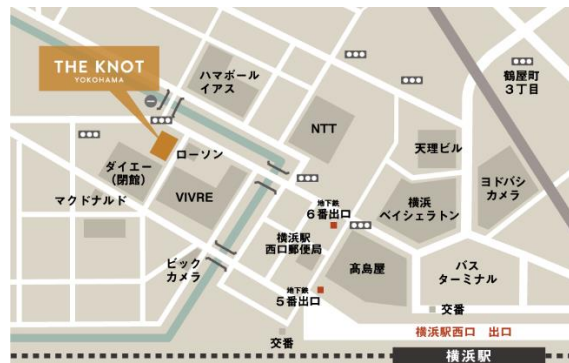 THE KNOT
YOKOHAMA
ハマボール
イアス
鶴屋町
3丁目
NTT
天理ビル
ローソン
ダイエー
(閉館)
VIVRE
マクドナルド
地下鉄
6番出口
横浜
ベイシェラトン
ヨドバシ
カメラ
横浜駅
西口郵便局
髙島屋
ビック
カメラ
バス
ターミナル
地下鉄
5番出口
交番
交番
横浜駅西口 出口
横浜駅